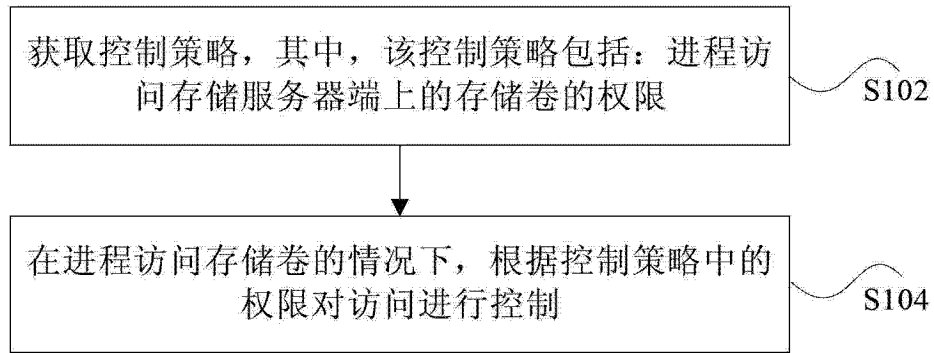 获取控制策略，其中，该控制策略包括：进程访
问存储服务器端上的存储卷的权限
S102
在进程访问存储卷的情况下，根据控制策略中的
权限对访问进行控制
S104